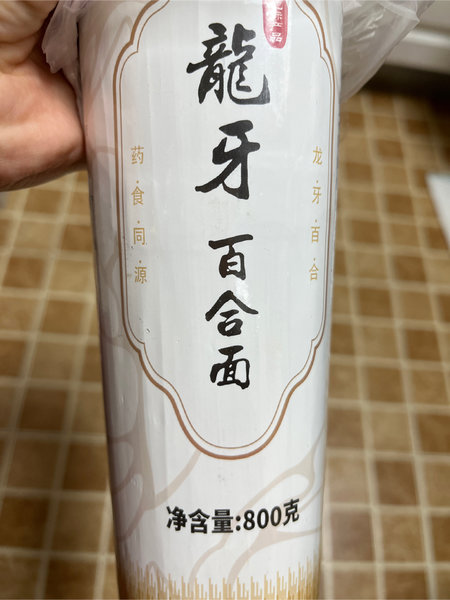 龍牙
百合面
药·食·同·源
龙·牙·百·合
净含量:800克